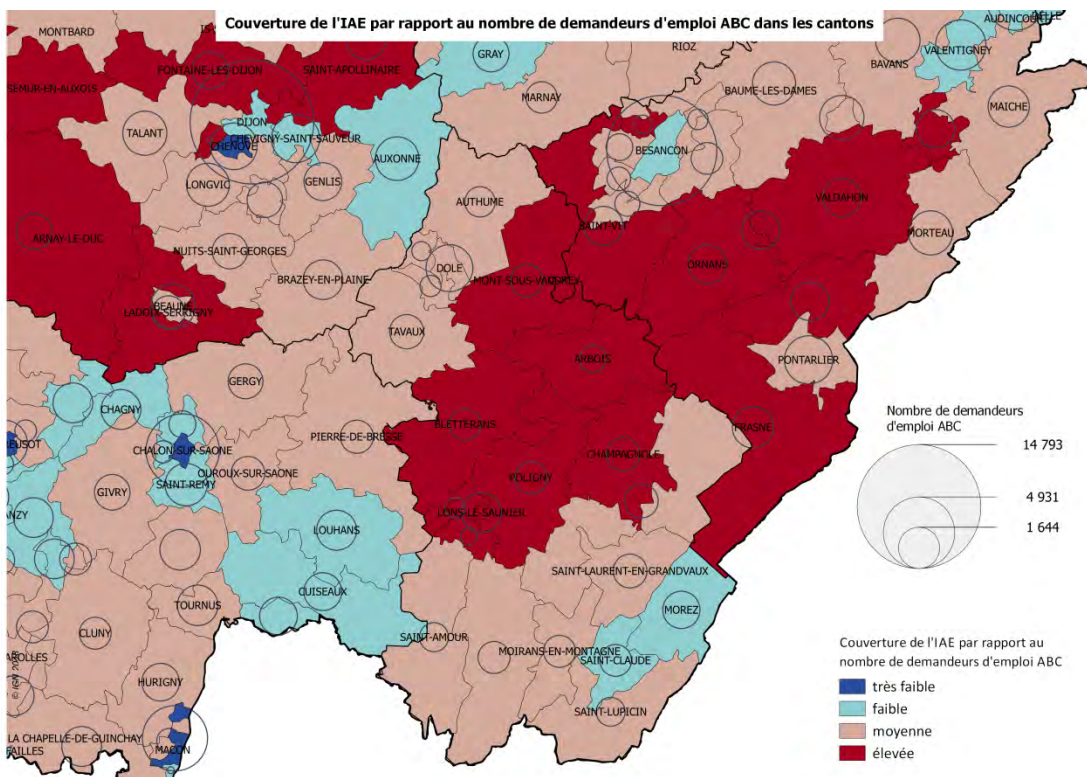 Couverture de l'IAE par rapport au nombre de demandeurs d'emploi ABC dans les cantons
MONTBARD
RIOZ
AUDINCOURT
GRAY
VALENTIGNEY
BAVANS
FONTAINE-LES-DIJON
SAINT-APOLLINAIRE
SEMUR-EN-AUXOIS
MARNAY
BAUME-LES-DAMES
MAICHE
TALANT
DIJON
CHEVIGNY-SAINT-SAUVEUR
CHENOVE
BESANCON
AUXONNE
LONGVIC
GENLIS
AUTHUME
VALDAHON
SAINT-VIT
ARNAY-LE-DUC
MORTEAU
NUITS-SAINT-GEORGES
ORNANS
DOLE
BRAZEY-EN-PLAINE
MONT-SOUS-VAUDREY
BEAUNE
LADOIX-SERRIGNY
TAVAUX
ARBOIS
PONTARLIER
GERGY
CHAGNY
BLETTERANS
FRASNE
PIERRE-DE-BRESSE
REUSOT
CHALON-SUR-SAONE
CHAMPAGNOLE
OUROUX-SUR-SAONE
POLIGNY
SAINT-REMY
GIVRY
LONS-LE-SAUNIER
ANZY
LOUHANS
SAINT-LAURENT-EN-GRANDVAUX
CUISEAUX
TOURNUS
MOREZ
CLUNY
SAINT-AMOUR
MOIRANS-EN-MONTAGNE
SAINT-CLAUDE
AROLLES
HURIGNY
SAINT-LUPICIN
LA CHAPELLE-DE-GUINCHAY
MACON
FAILLES
Nombre de demandeurs
d'emploi ABC
14 793
4 931
1 644
Couverture de l'IAE par rapport au
nombre de demandeurs d'emploi ABC
très faible
faible
moyenne
élevée